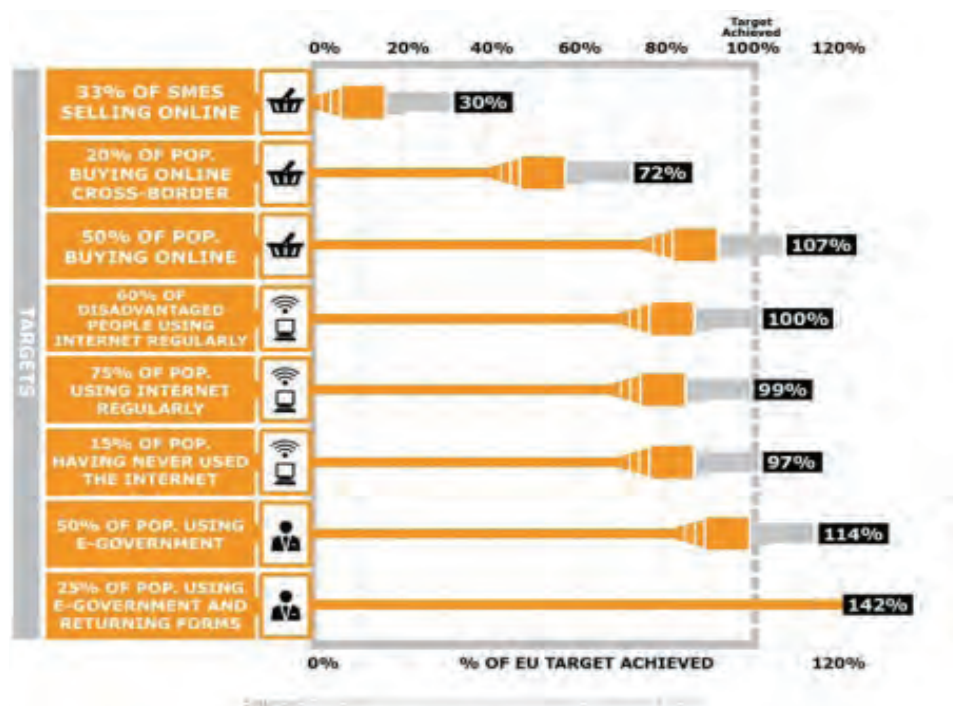 Target
Achieved
0% 20% 40% 60% 80% 100% 120%
TARGETS
33% OF SMES
SELLING ONLINE
30%
20% OF POP.
BUYING ONLINE
CROSS-BORDER
72%
50% OF POP.
BUYING ONLINE
107%
60% OF
DISADVANTAGED
PEOPLE USING
INTERNET REGULARLY
100%
75% OF POP.
USING INTERNET
REGULARLY
99%
15% OF POP.
HAVING NEVER USED
THE INTERNET
97%
50% OF POP. USING
E-GOVERNMENT
114%
25% OF POP. USING
E-GOVERNMENT AND
RETURNING FORMS
142%
0% % OF EU TARGET ACHIEVED 120%